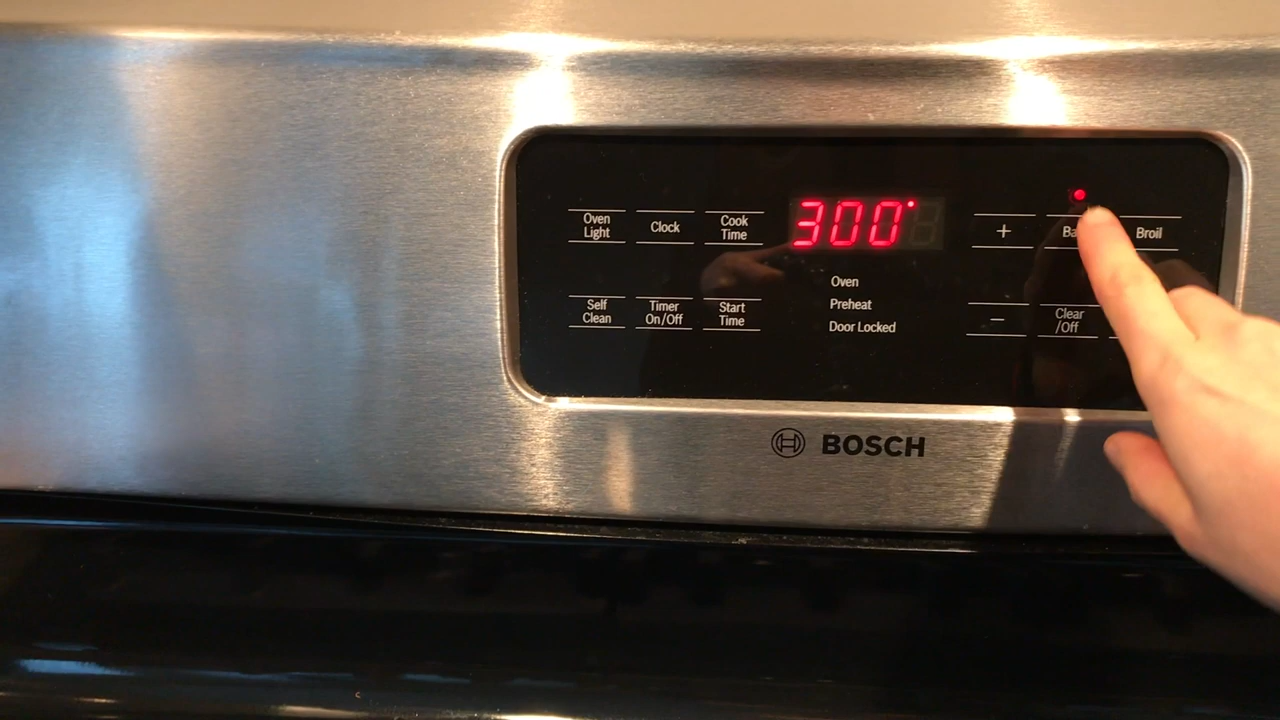 Oven
Light
Clock
Cook
Time
300°
+
Broil
Self
Clean
Timer
On/Off
Start
Time
Oven
Preheat
Door Locked
−
Clear
/Off
BOSCH